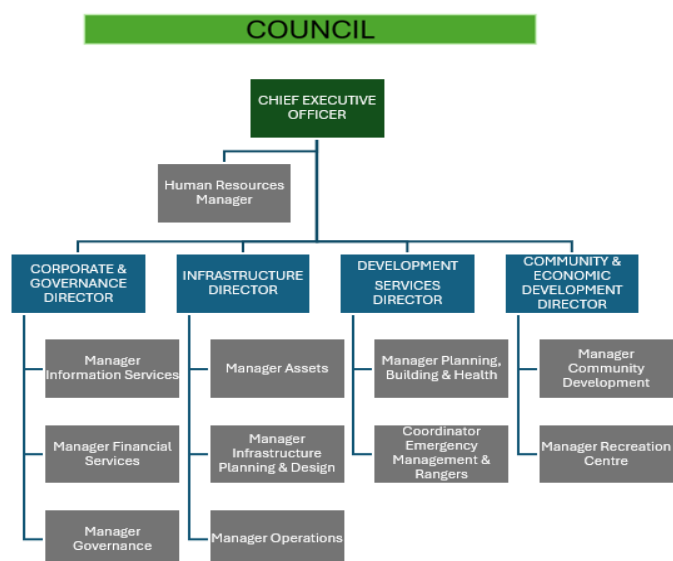 COUNCIL
CHIEF EXECUTIVE
OFFICER
Human Resources
Manager
CORPORATE &
GOVERNANCE
DIRECTOR
INFRASTRUCTURE
DIRECTOR
DEVELOPMENT
SERVICES
DIRECTOR
COMMUNITY &
ECONOMIC
DEVELOPMENT
DIRECTOR
Manager
Information Services
Manager Financial
Services
Manager
Governance
Manager Assets
Manager
Infrastructure
Planning & Design
Manager Operations
Manager Planning,
Building & Health
Coordinator
Emergency
Management &
Rangers
Manager
Community
Development
Manager Recreation
Centre